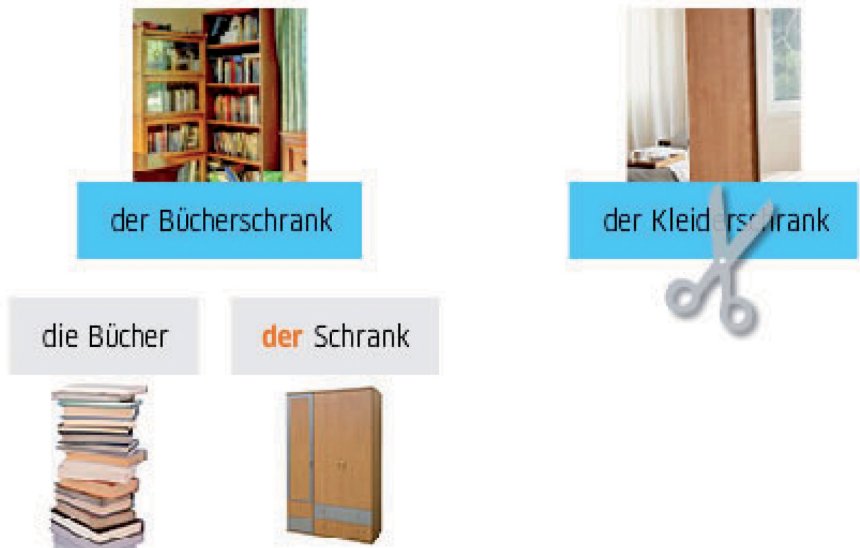 der Bücherschrank
der Kleiderschrank
die Bücher
der Schrank